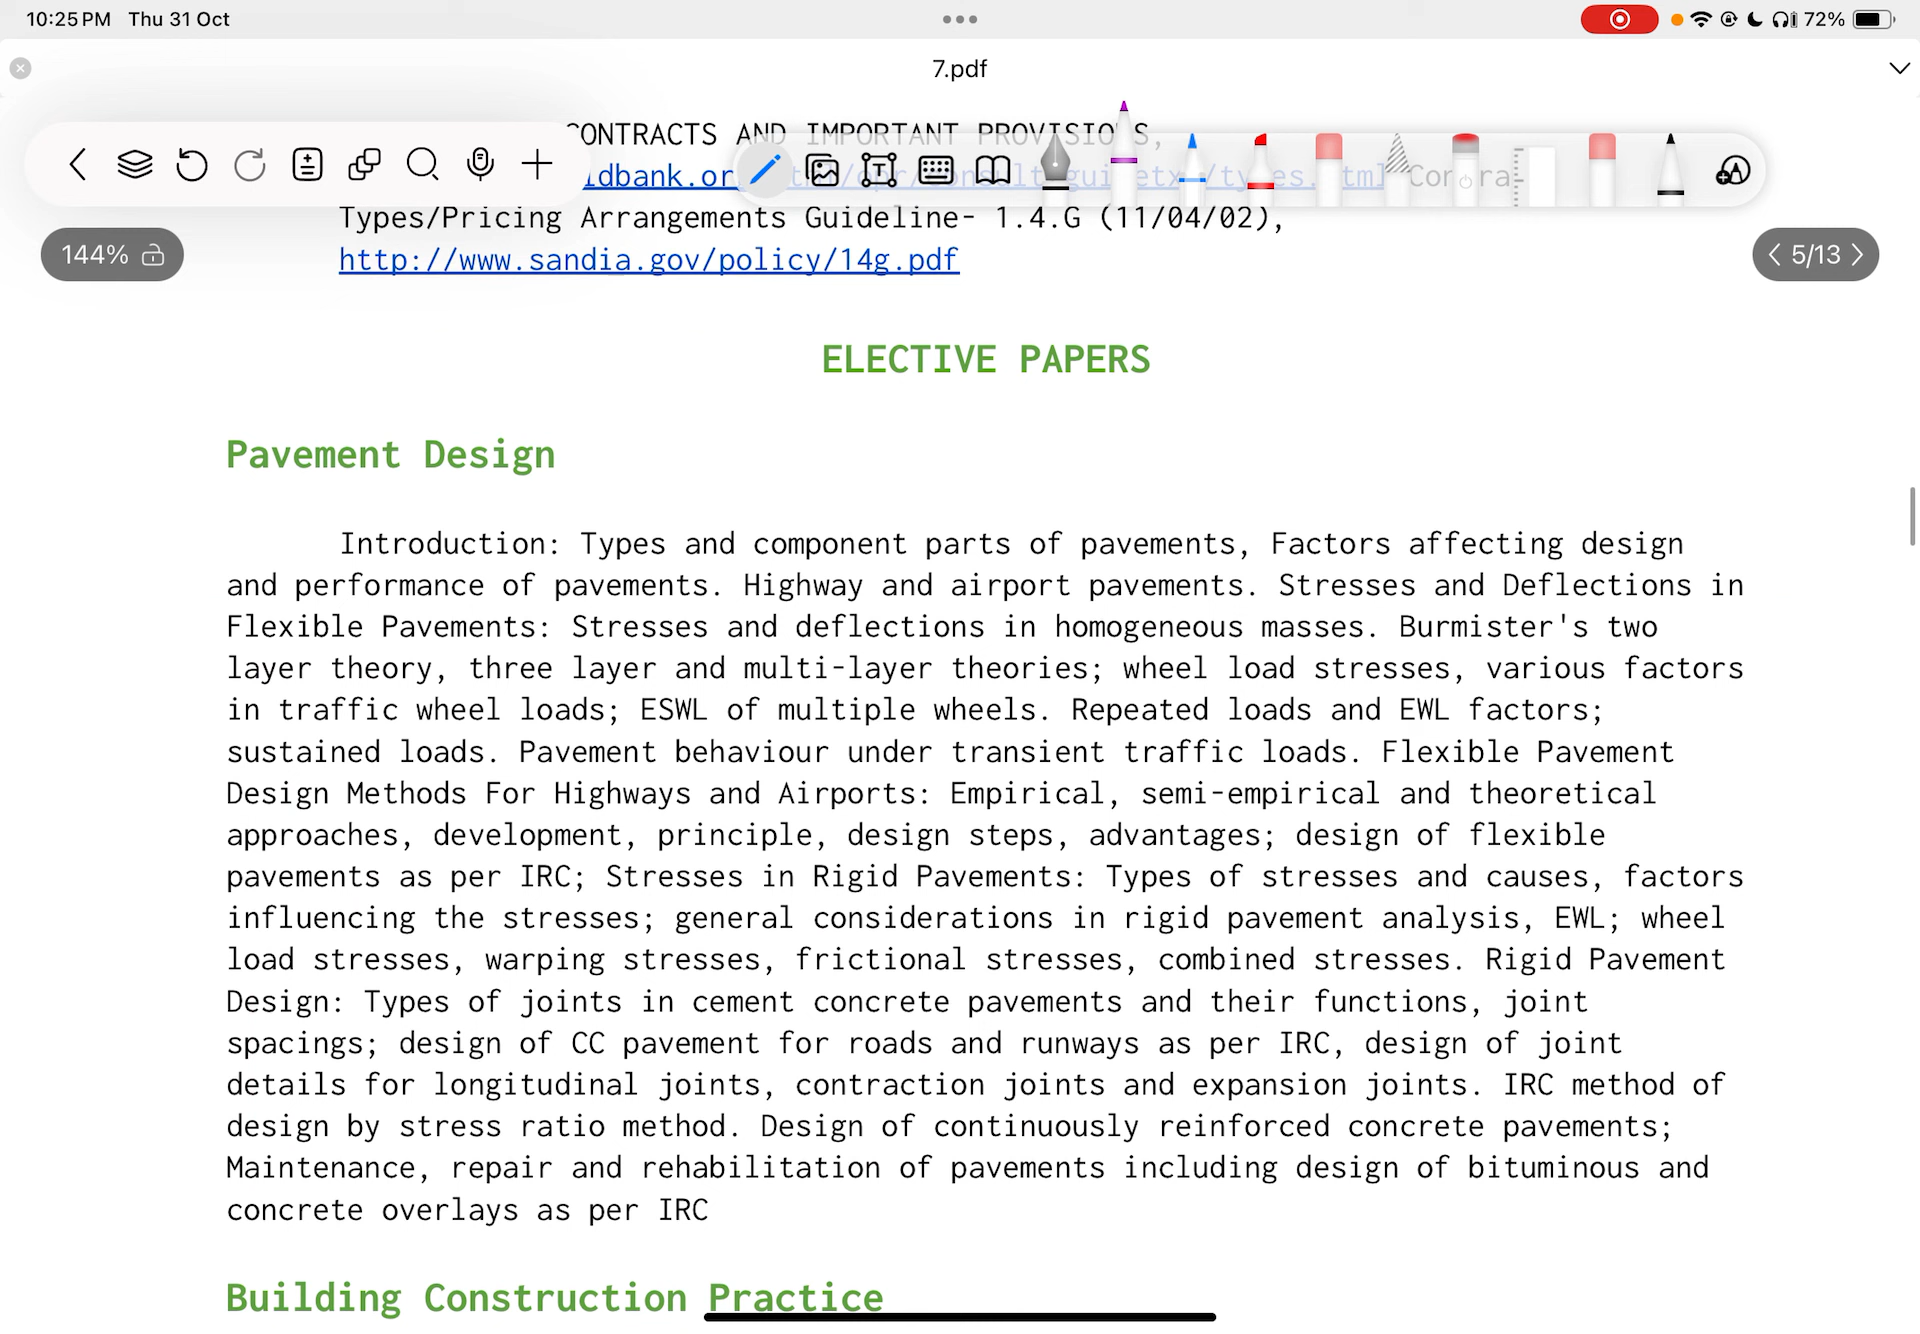 10:25 PM Thu 31 Oct
72%
7.pdf
CONTRACTS AND IMPORTANT PROVISIONS,
Types/Pricing Arrangements Guideline- 1.4.G (11/04/02),
144%
http://www.sandia.gov/policy/14g.pdf
5/13
ELECTIVE PAPERS
Pavement Design
Introduction: Types and component parts of pavements, Factors affecting design
and performance of pavements. Highway and airport pavements. Stresses and Deflections in
Flexible Pavements: Stresses and deflections in homogeneous masses. Burmister's two
layer theory, three layer and multi-layer theories; wheel load stresses, various factors
in traffic wheel loads; ESWL of multiple wheels. Repeated loads and EWL factors;
sustained loads. Pavement behaviour under transient traffic loads. Flexible Pavement
Design Methods For Highways and Airports: Empirical, semi-empirical and theoretical
approaches, development, principle, design steps, advantages; design of flexible
pavements as per IRC; Stresses in Rigid Pavements: Types of stresses and causes, factors
influencing the stresses; general considerations in rigid pavement analysis, EWL; wheel
load stresses, warping stresses, frictional stresses, combined stresses. Rigid Pavement
Design: Types of joints in cement concrete pavements and their functions, joint
spacings; design of CC pavement for roads and runways as per IRC, design of joint
details for longitudinal joints, contraction joints and expansion joints. IRC method of
design by stress ratio method. Design of continuously reinforced concrete pavements;
Maintenance, repair and rehabilitation of pavements including design of bituminous and
concrete overlays as per IRC
Building Construction Practice